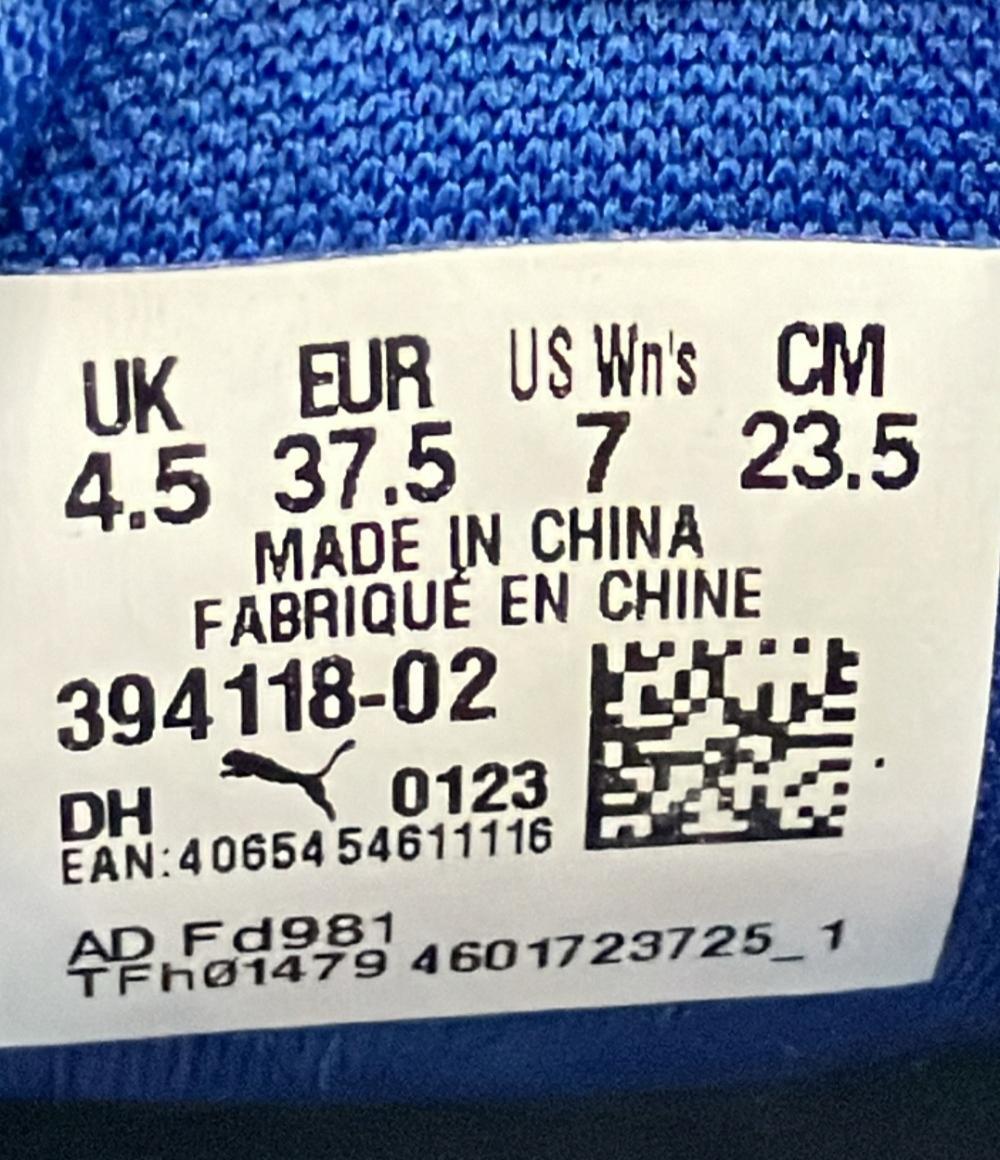 UK EUR US Wn's CM
4.5 37.5 7 23.5
MADE IN CHINA
FABRIQUÉ EN CHINE
394118-02
DH 0123
EAN:4065454611116
AD Fd981
TFh01479 4601723725_1